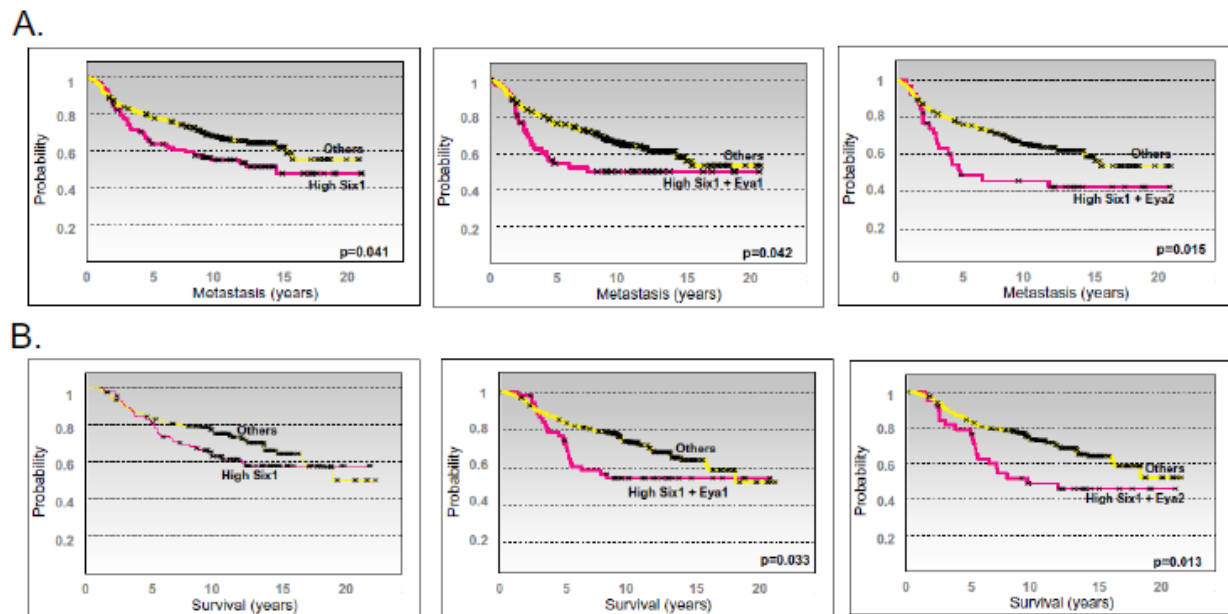 A.
1
0.8
0.6
0.4
0.2
Probability
Others
High Six1
p=0.041
0 5 10 15 20
Metastasis (years)
1
0.8
0.6
0.4
0.2
Probability
Others
High Six1 + Eya1
p=0.042
0 5 10 15 20
Metastasis (years)
1
0.8
0.6
0.4
0.2
Probability
Others
High Six1 + Eya2
p=0.015
0 5 10 15 20
Metastasis (years)
B.
1
0.8
0.6
0.4
0.2
Probability
Others
High Six1
0 5 10 15 20
Survival (years)
1
0.8
0.6
0.4
0.2
Probability
Others
High Six1 + Eya1
p=0.033
0 5 10 15 20
Survival (years)
1
0.8
0.6
0.4
0.2
Probability
Others
High Six1 + Eya2
p=0.013
0 5 10 15 20
Survival (years)